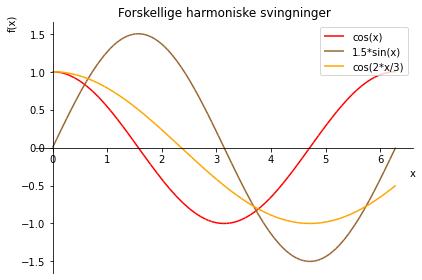 Forskellige harmoniske svingninger
f(x)
cos(x)
1.5*sin(x)
cos(2*x/3)
1.5
1.0
0.5
0.0
−0.5
−1.0
−1.5
0 1 2 3 4 5 6
x